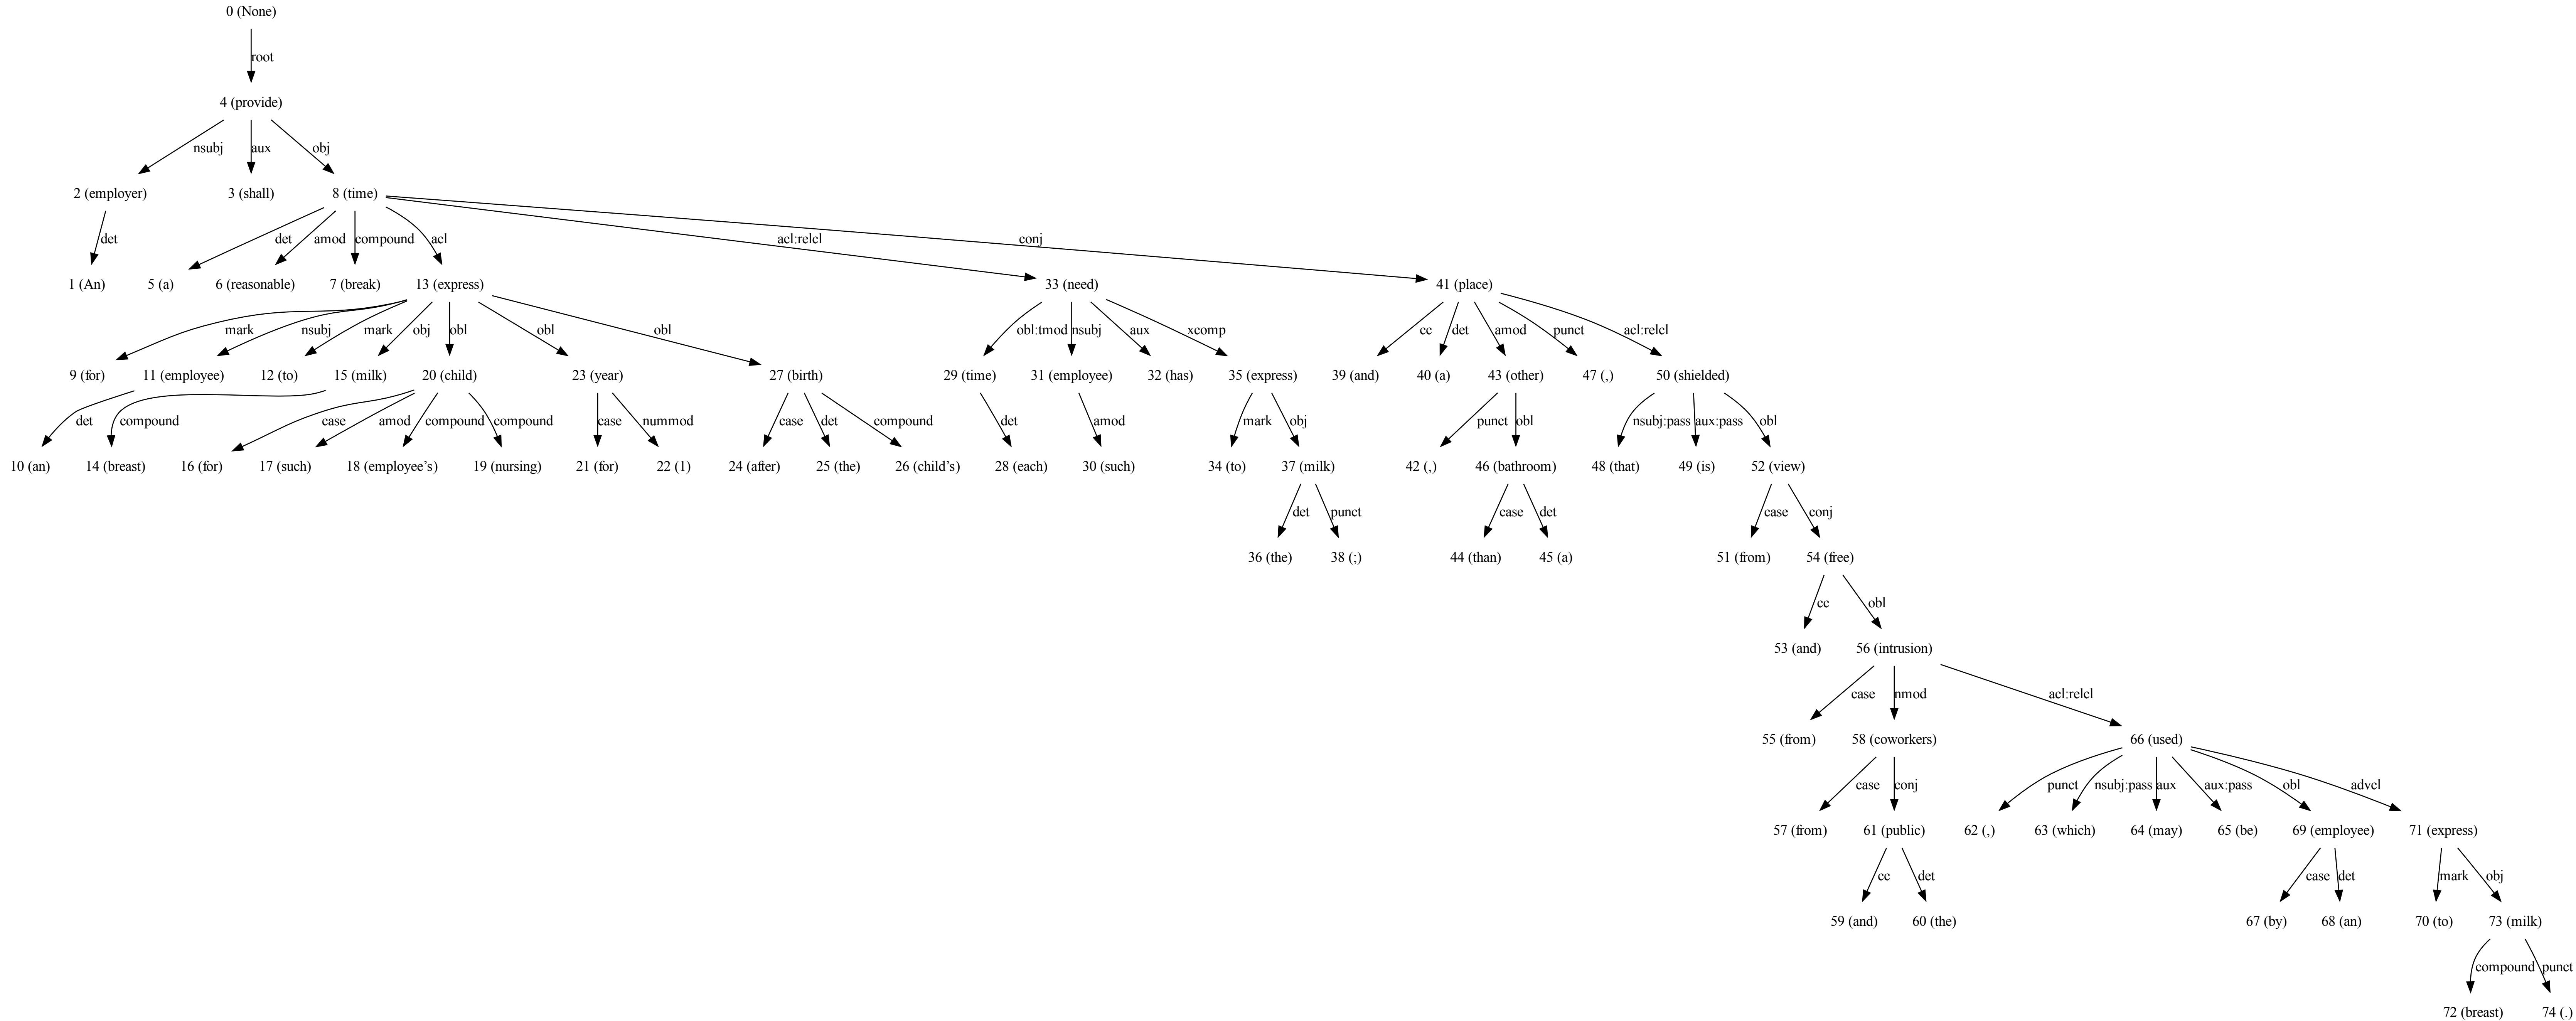 0 (None)
root
4 (provide)
nsubj aux obj
2 (employer) 3 (shall) 8 (time)
det det amod compound acl acl:relcl conj
1 (An) 5 (a) 6 (reasonable) 7 (break) 13 (express) 33 (need) 41 (place)
mark nsubj mark obj obl obl obl obl:tmod nsubj aux xcomp cc det amod punct acl:relcl
9 (for) 11 (employee) 12 (to) 15 (milk) 20 (child) 23 (year) 27 (birth) 29 (time) 31 (employee) 32 (has) 35 (express) 39 (and) 40 (a) 43 (other) 47 (,) 50 (shielded)
det compound case amod compound compound case nummod case det compound det amod mark obj punct obl nsubj:pass aux:pass obl
10 (an) 14 (breast) 16 (for) 17 (such) 18 (employee’s) 19 (nursing) 21 (for) 22 (1) 24 (after) 25 (the) 26 (child’s) 28 (each) 30 (such) 34 (to) 37 (milk) 42 (,) 46 (bathroom) 48 (that) 49 (is) 52 (view)
det punct case det case conj
36 (the) 38 (;) 44 (than) 45 (a) 51 (from) 54 (free)
cc obl
53 (and) 56 (intrusion)
case nmod acl:relcl
55 (from) 58 (coworkers) 66 (used)
case conj punct nsubj:pass aux aux:pass obl advcl
57 (from) 61 (public) 62 (,) 63 (which) 64 (may) 65 (be) 69 (employee) 71 (express)
cc det case det mark obj
59 (and) 60 (the) 67 (by) 68 (an) 70 (to) 73 (milk)
compound punct
72 (breast) 74 (.)